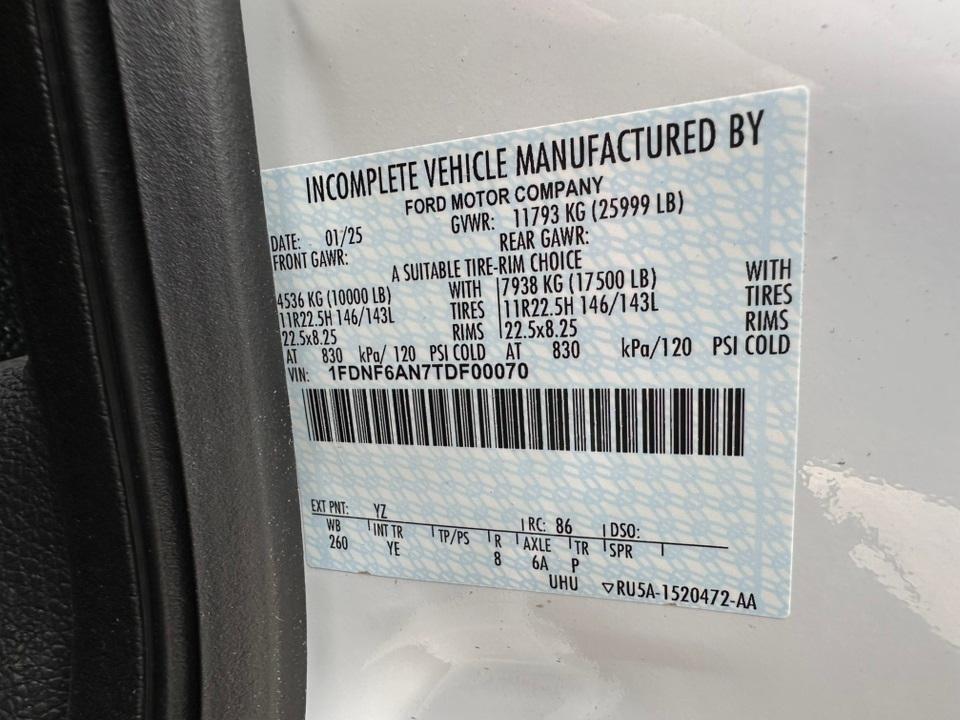 INCOMPLETE VEHICLE MANUFACTURED BY
FORD MOTOR COMPANY
DATE: 01/25 GVWR: 11793 KG (25999 LB)
FRONT GAWR: REAR GAWR:
A SUITABLE TIRE-RIM CHOICE
4536 KG (10000 LB) WITH 7938 KG (17500 LB) WITH
11R22.5H 146/143L TIRES 11R22.5H 146/143L TIRES
22.5x8.25 RIMS 22.5x8.25 RIMS
AT 830 kPa/ 120 PSI COLD AT 830 kPa/120 PSI COLD
VIN: 1FDNF6AN7TDF00070
EXT PNT: YZ RC: 86 DSO:
WB INT TR TP/PS R AXLE TR SPR
260 YE 8 6A P
UHU ▽RU5A-1520472-AA